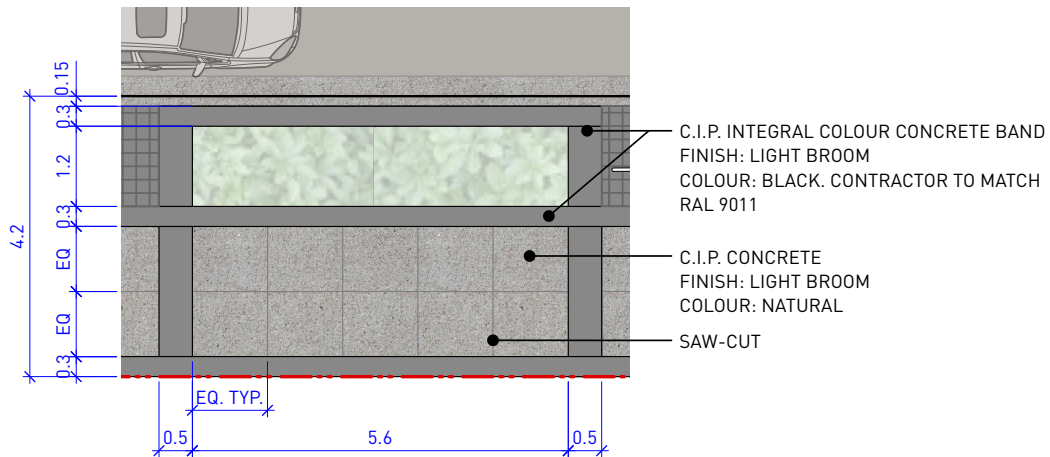 0.15
0.3
1.2
0.3
4.2
EQ
EQ
0.3
EQ. TYP.
0.5
5.6
0.5
C.I.P. INTEGRAL COLOUR CONCRETE BAND
FINISH: LIGHT BROOM
COLOUR: BLACK. CONTRACTOR TO MATCH
RAL 9011
C.I.P. CONCRETE
FINISH: LIGHT BROOM
COLOUR: NATURAL
SAW-CUT